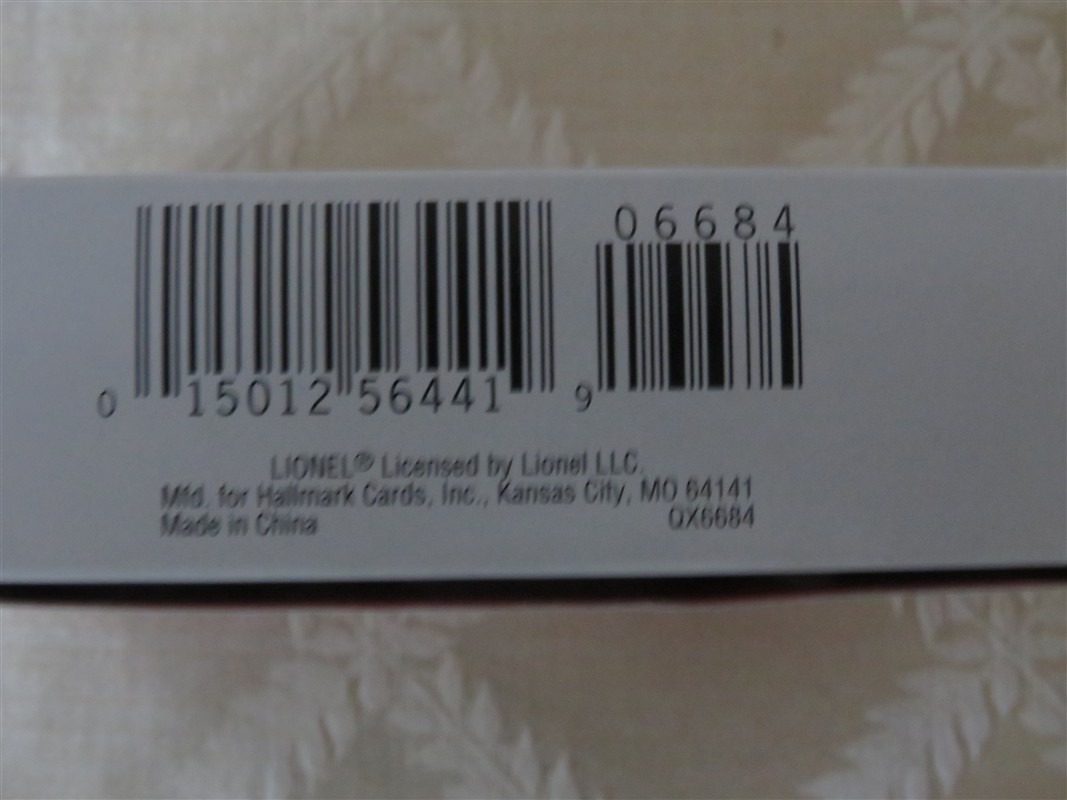 06684
0 15012 56441 9
LIONEL® Licensed by Lionel LLC.
Mfd. for Hallmark Cards, Inc., Kansas City, MO 64141
Made in China QX6684